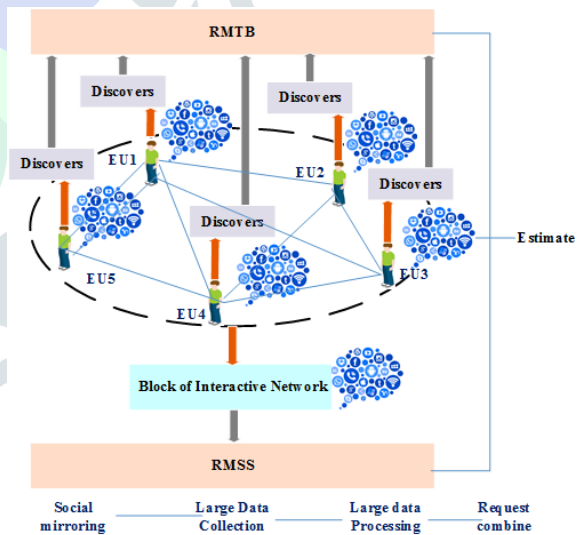 RMTB
Discovers
Discovers
Discovers
Discovers
Discovers
EU1
EU2
EU3
EU4
EU5
Estimate
Block of Interactive Network
RMSS
Social
mirroring
Large Data
Collection
Large data
Processing
Request
combine